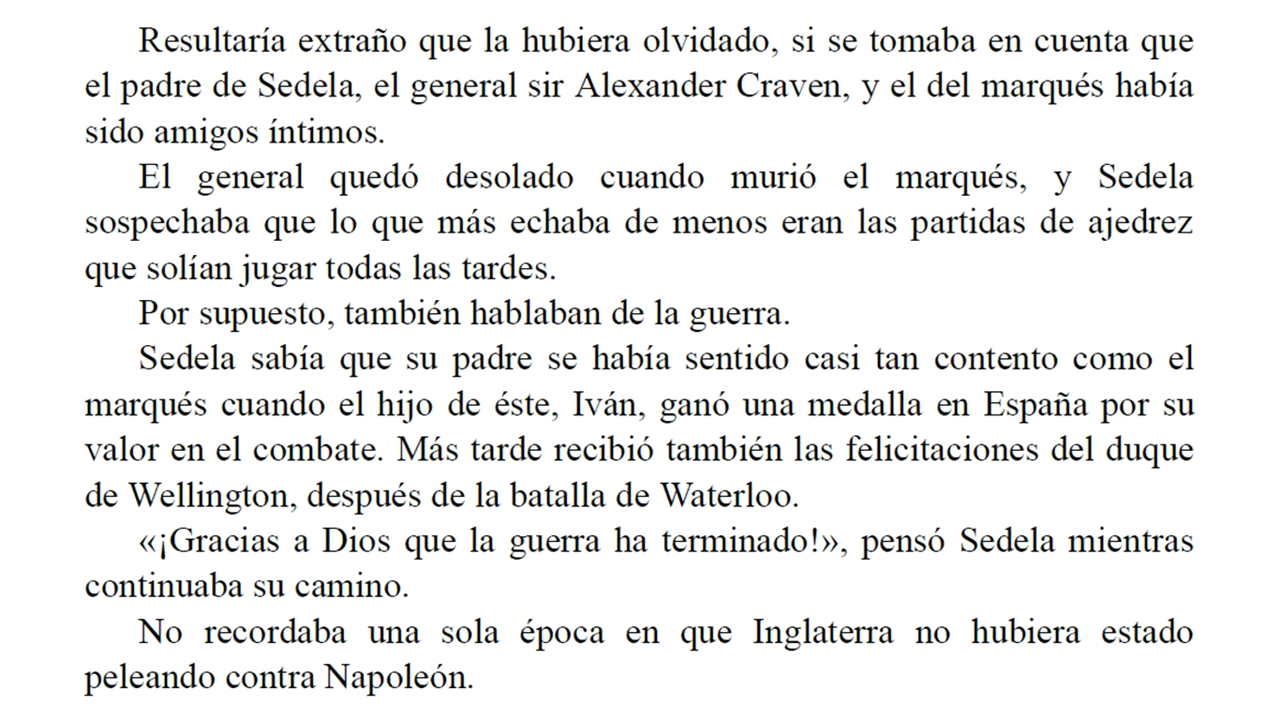 Resultaría extraño que la hubiera olvidado, si se tomaba en cuenta que
el padre de Sedela, el general sir Alexander Craven, y el del marqués había
sido amigos íntimos.
El general quedó desolado cuando murió el marqués, y Sedela
sospechaba que lo que más echaba de menos eran las partidas de ajedrez
que solían jugar todas las tardes.
Por supuesto, también hablaban de la guerra.
Sedela sabía que su padre se había sentido casi tan contento como el
marqués cuando el hijo de éste, Iván, ganó una medalla en España por su
valor en el combate. Más tarde recibió también las felicitaciones del duque
de Wellington, después de la batalla de Waterloo.
«¡Gracias a Dios que la guerra ha terminado!», pensó Sedela mientras
continuaba su camino.
No recordaba una sola época en que Inglaterra no hubiera estado
peleando contra Napoleón.